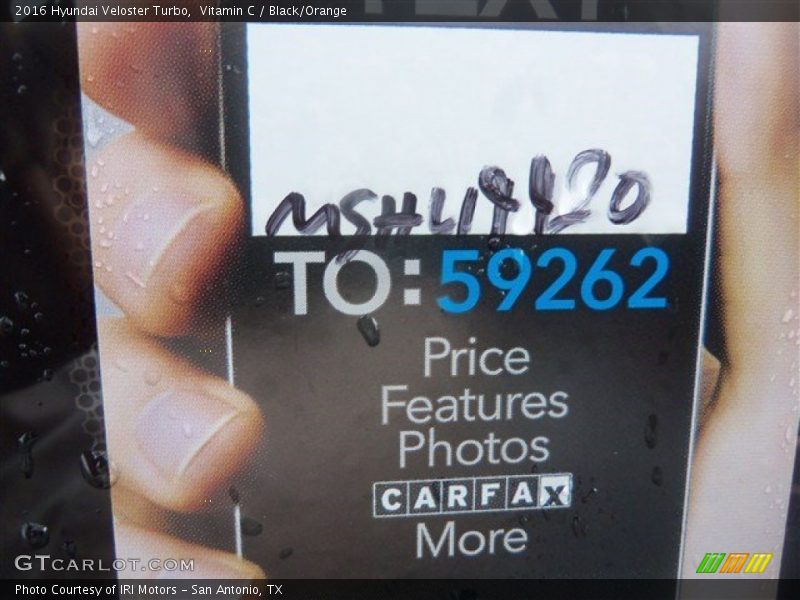 2016 Hyundai Veloster Turbo, Vitamin C / Black/Orange
TO: 59262
Price
Features
Photos
CARFAX
More
GTCARLOT.COM
Photo Courtesy of IRI Motors – San Antonio, TX